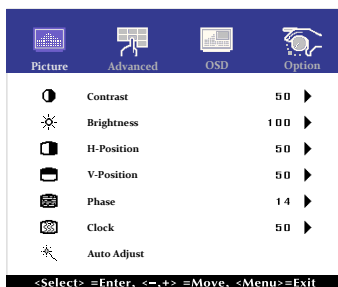 Picture Advanced OSD Option
Contrast 50
Brightness 100
H-Position 50
V-Position 50
Phase 14
Clock 50
Auto Adjust
<Select> =Enter, <−,+> =Move, <Menu>=Exit